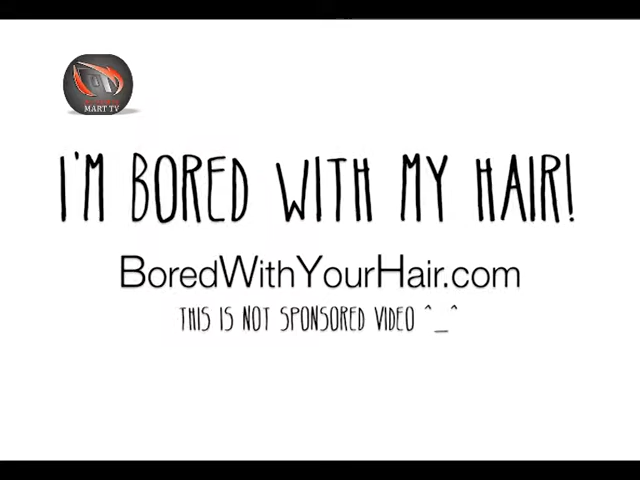 MART TV
I'M BORED WITH MY HAIR!
BoredWithYourHair.com
THIS IS NOT SPONSORED VIDEO ^_^